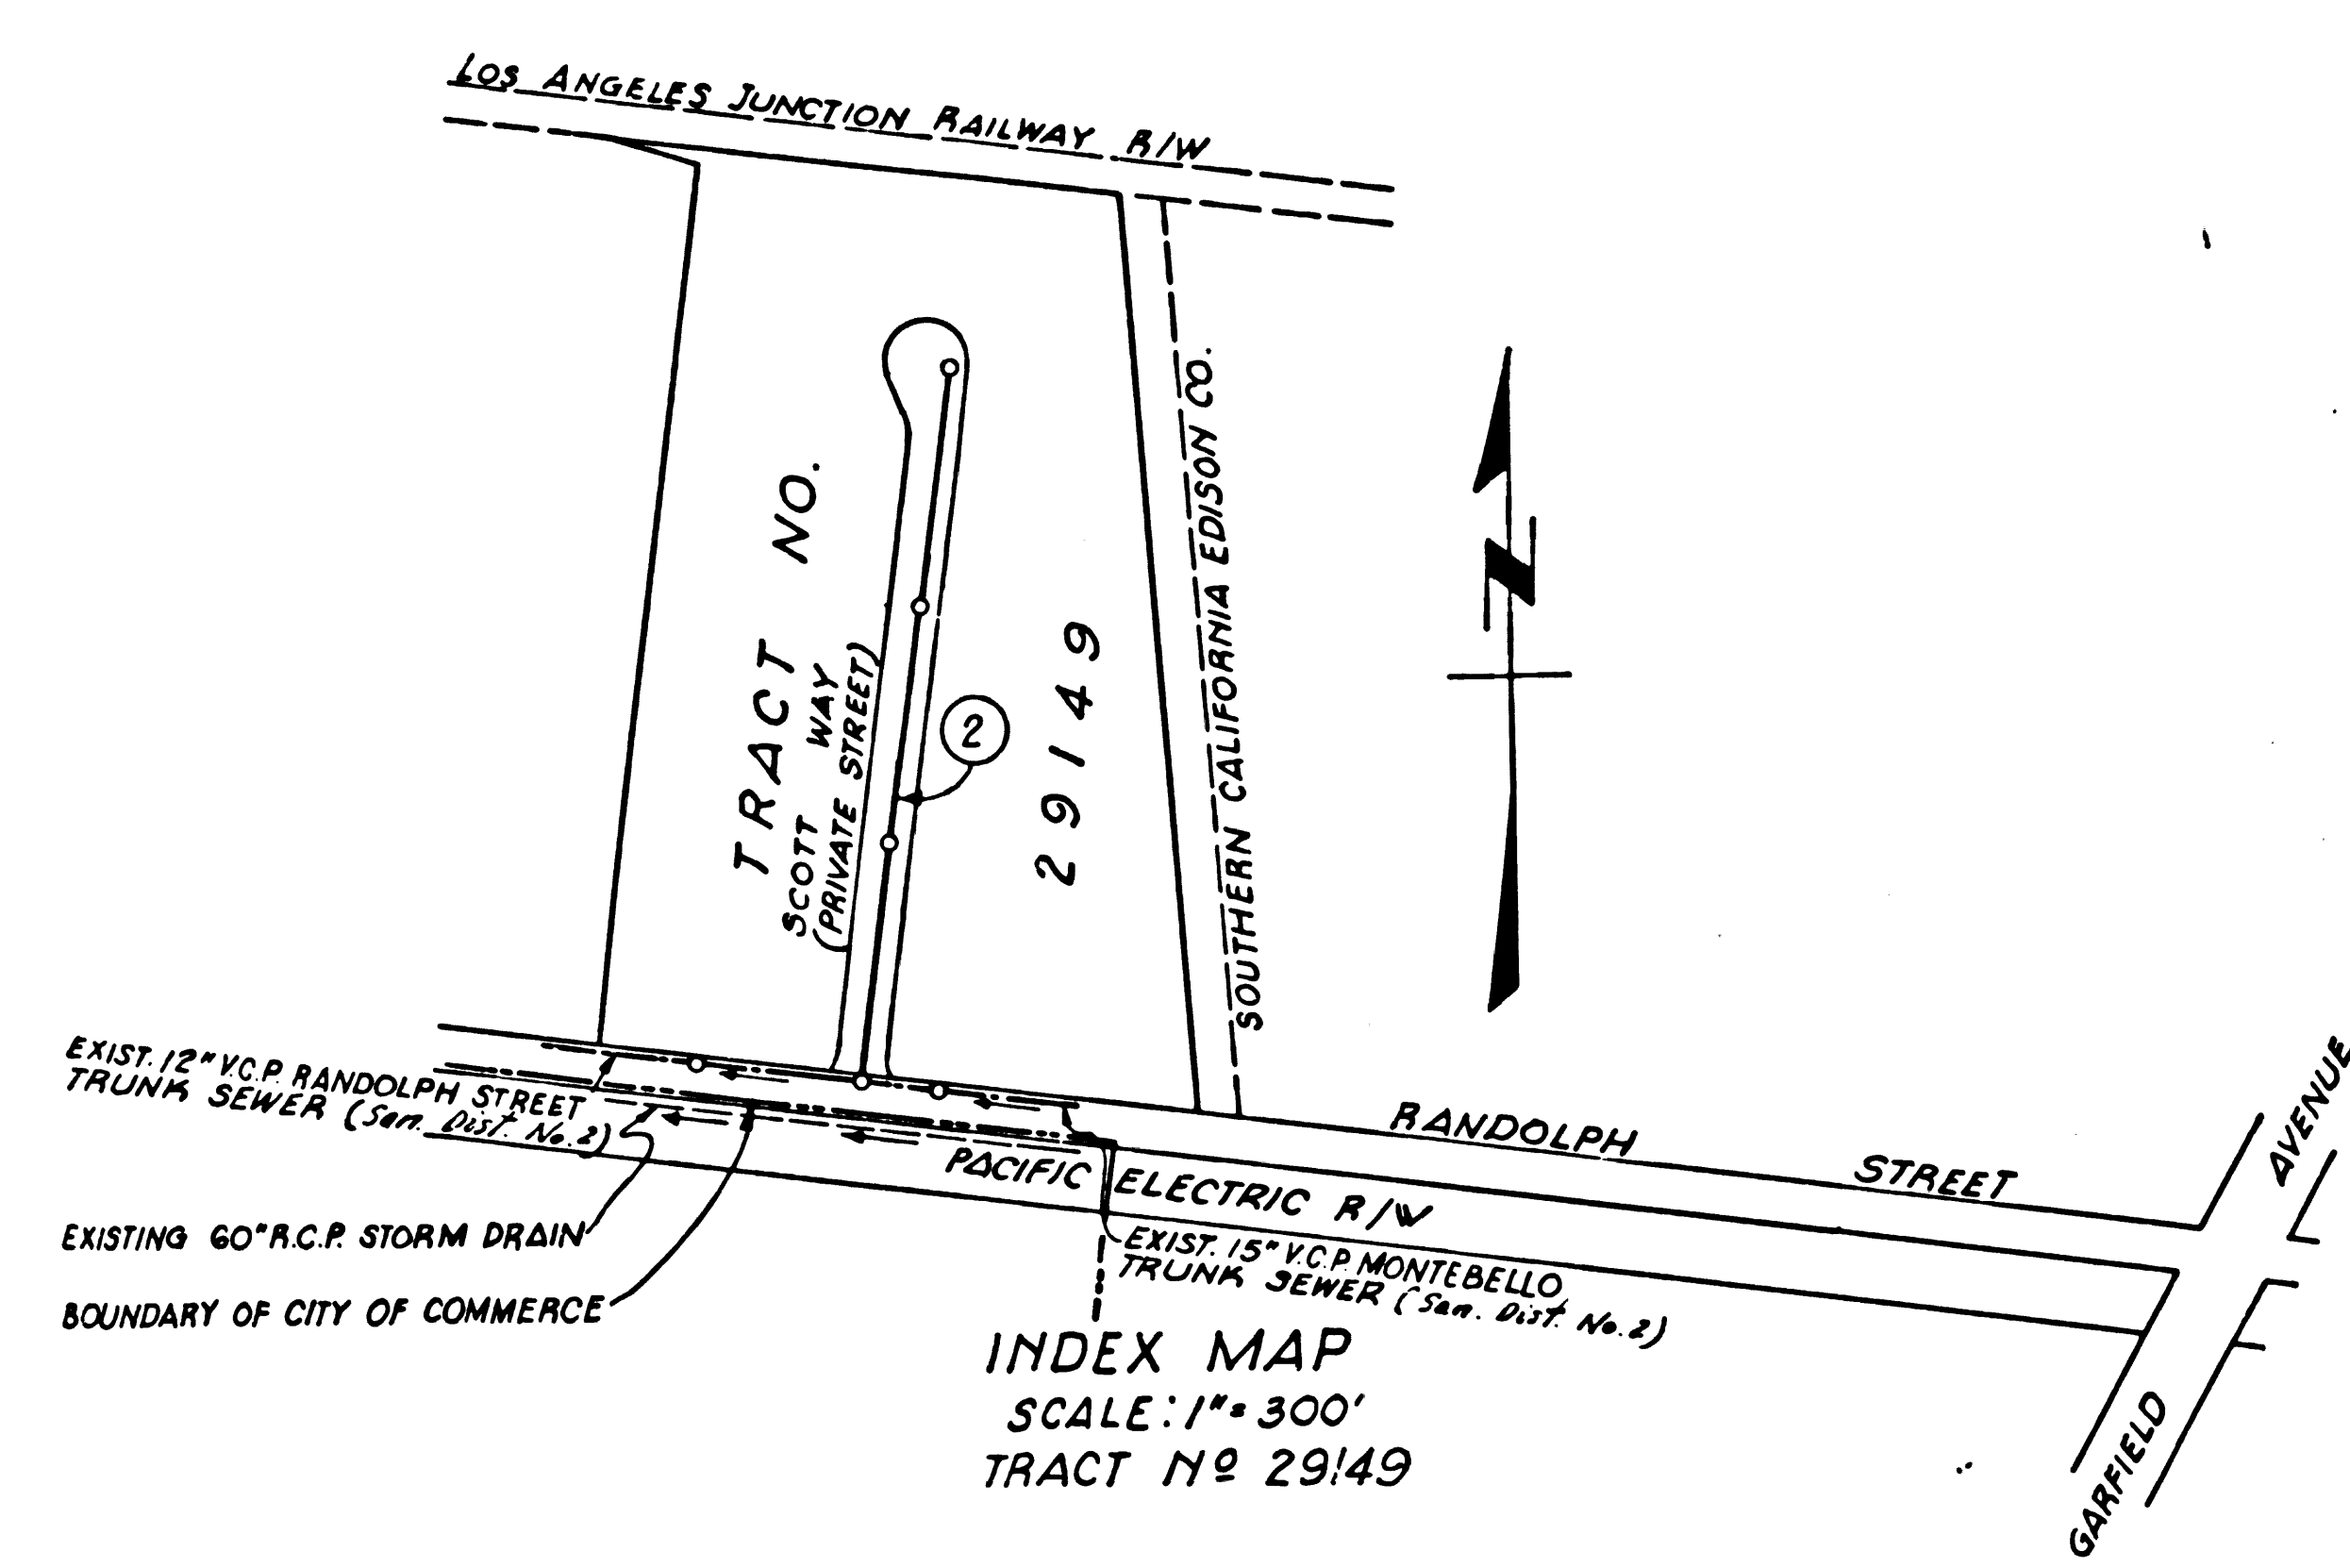 LOS ANGELES JUNCTION RAILWAY R/W
TRACT NO.
29149
SCOTT WAY
(PRIVATE STREET)
2
SOUTHERN CALIFORNIA EDISON CO.
N
EXIST. 12" V.C.P. RANDOLPH STREET
TRUNK SEWER (San. Dist. No. 2)
RANDOLPH STREET
AVENUE
PACIFIC ELECTRIC R/W
EXISTING 60" R.C.P. STORM DRAIN
EXIST. 15" V.C.P. MONTEBELLO
TRUNK SEWER (San. Dist. No. 2)
BOUNDARY OF CITY OF COMMERCE
GARFIELD
INDEX MAP
SCALE: 1"=300'
TRACT Nº 29149